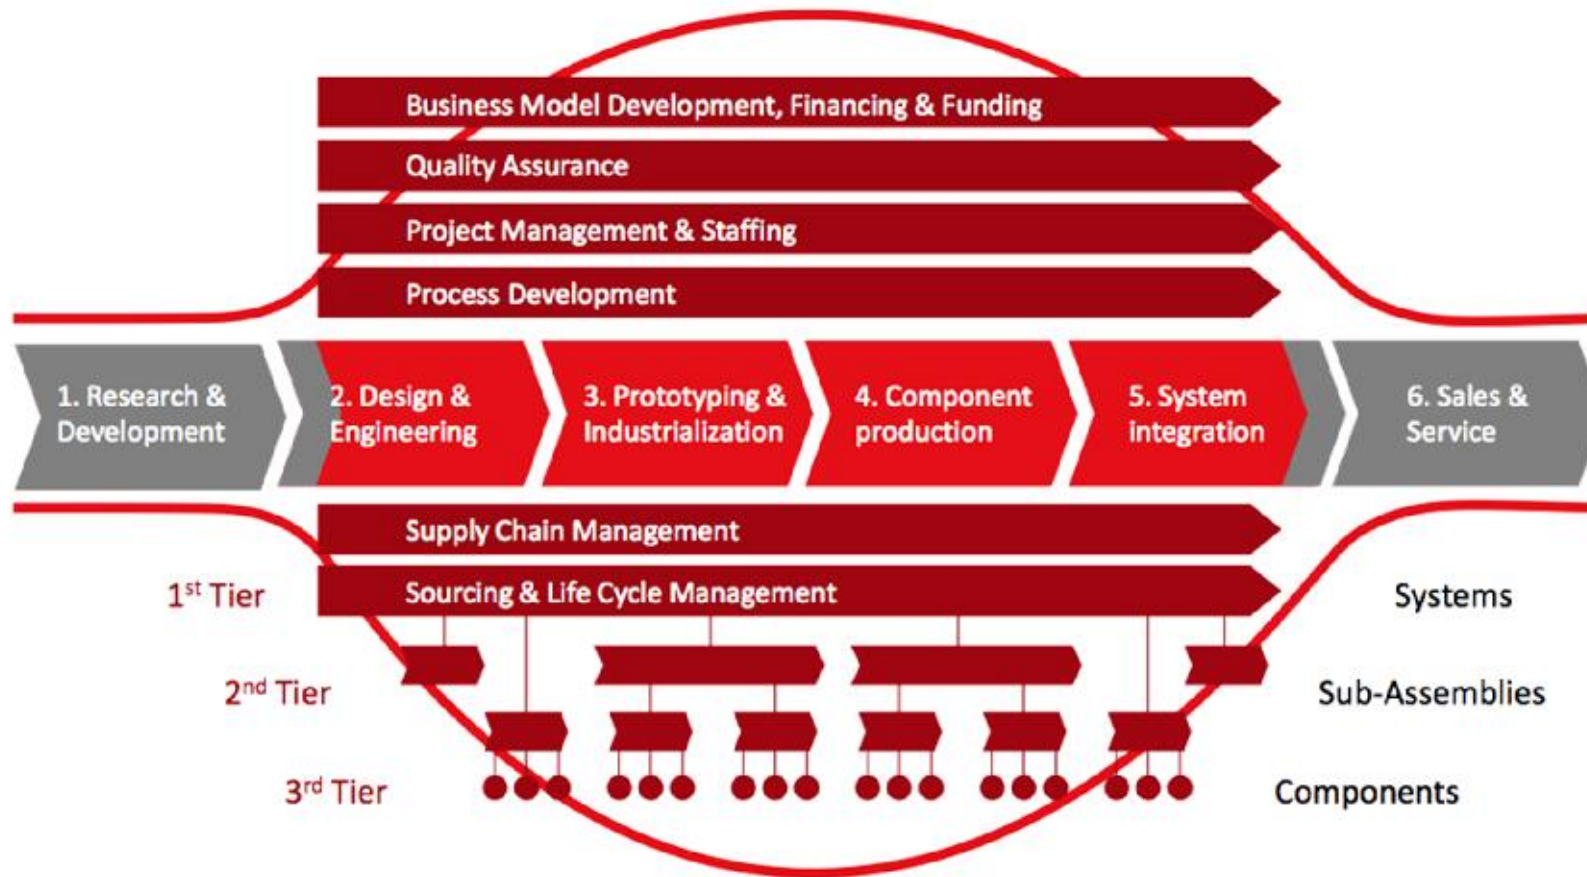 Business Model Development, Financing & Funding
Quality Assurance
Project Management & Staffing
Process Development
1. Research &
Development
2. Design &
Engineering
3. Prototyping &
Industrialization
4. Component
production
5. System
integration
6. Sales &
Service
Supply Chain Management
1st Tier
Sourcing & Life Cycle Management
Systems
2nd Tier
Sub-Assemblies
3rd Tier
Components